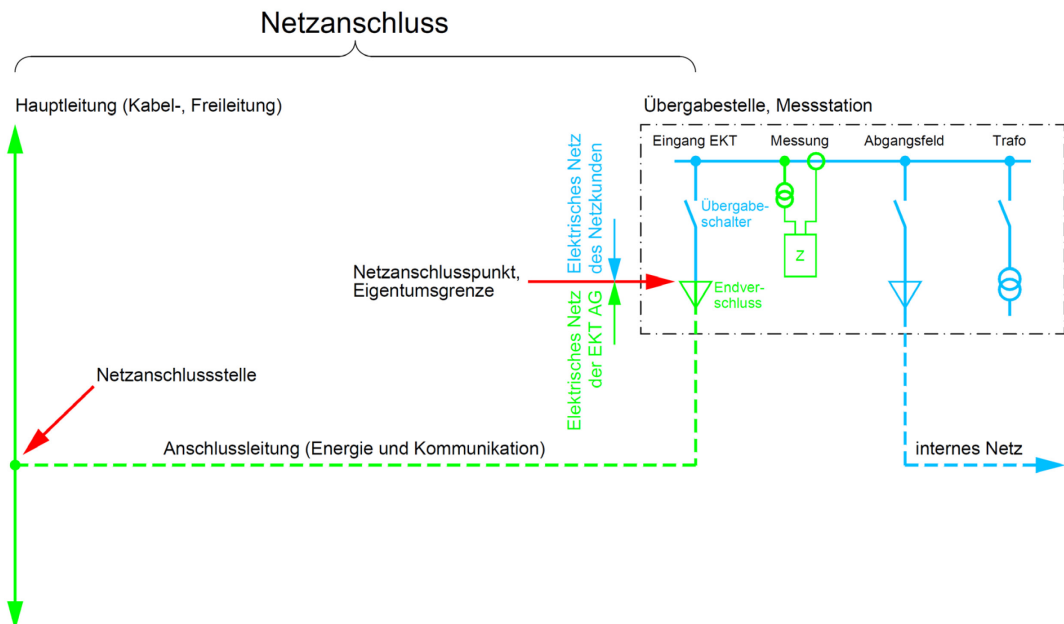 Netzanschluss
Hauptleitung (Kabel-, Freileitung)
Übergabestelle, Messstation
Eingang EKT
Messung
Abgangsfeld
Trafo
Elektrisches Netz
des Netzkunden
Übergabe-
schalter
Z
Netzanschlusspunkt,
Eigentumsgrenze
Endver-
schluss
Elektrisches Netz
der EKT AG
Netzanschlussstelle
Anschlussleitung (Energie und Kommunikation)
internes Netz